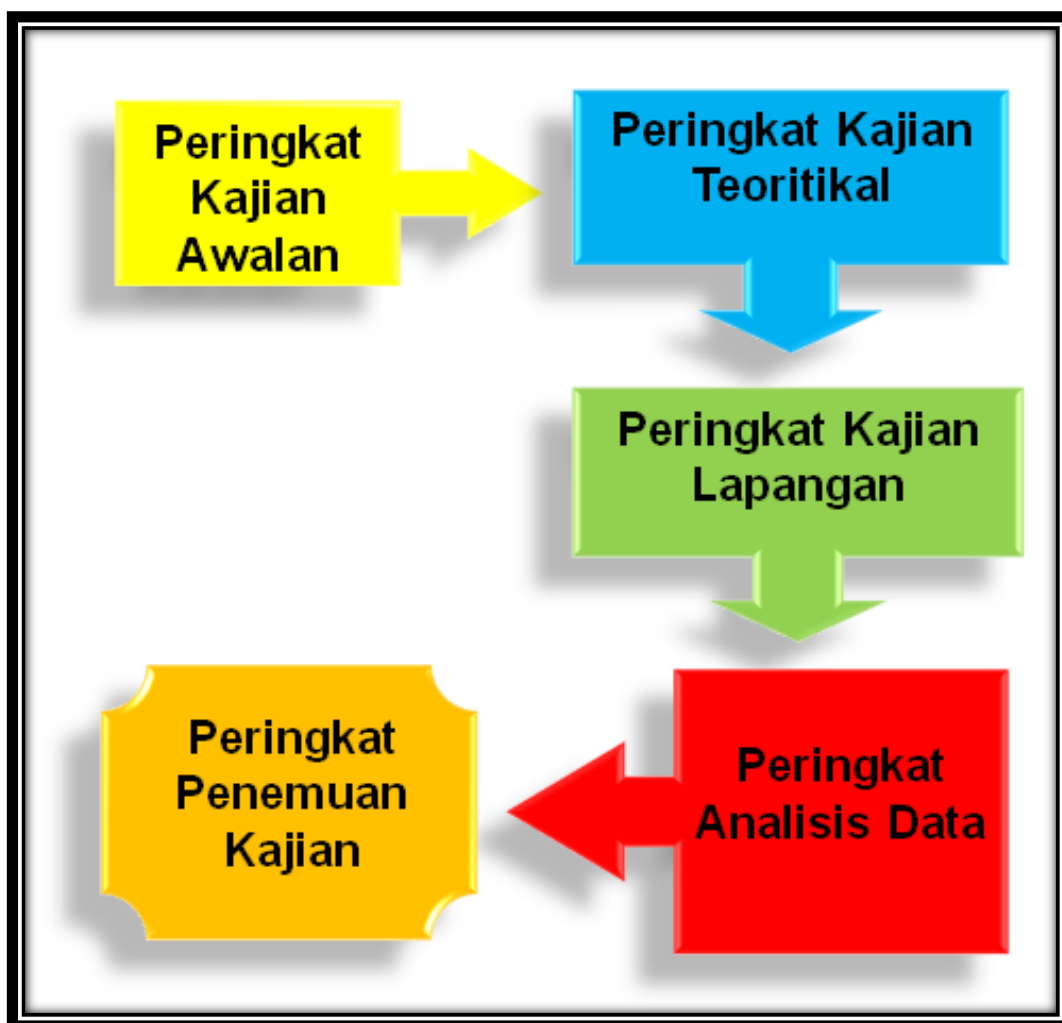 Peringkat
Kajian
Awalan
Peringkat Kajian
Teoritikal
Peringkat Kajian
Lapangan
Peringkat
Analisis Data
Peringkat
Penemuan
Kajian